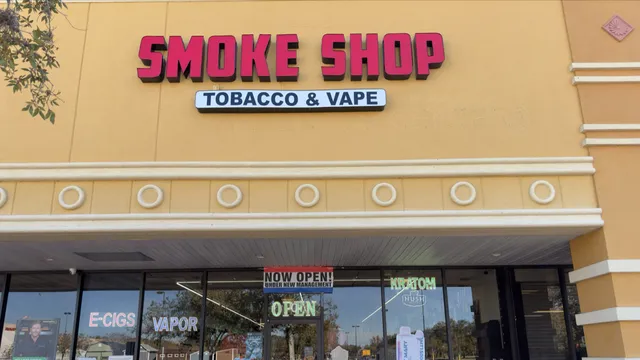 SMOKE SHOP
TOBACCO & VAPE
NOW OPEN!
UNDER NEW MANAGEMENT
E-CIGS
VAPOR
OPEN
KRATOM